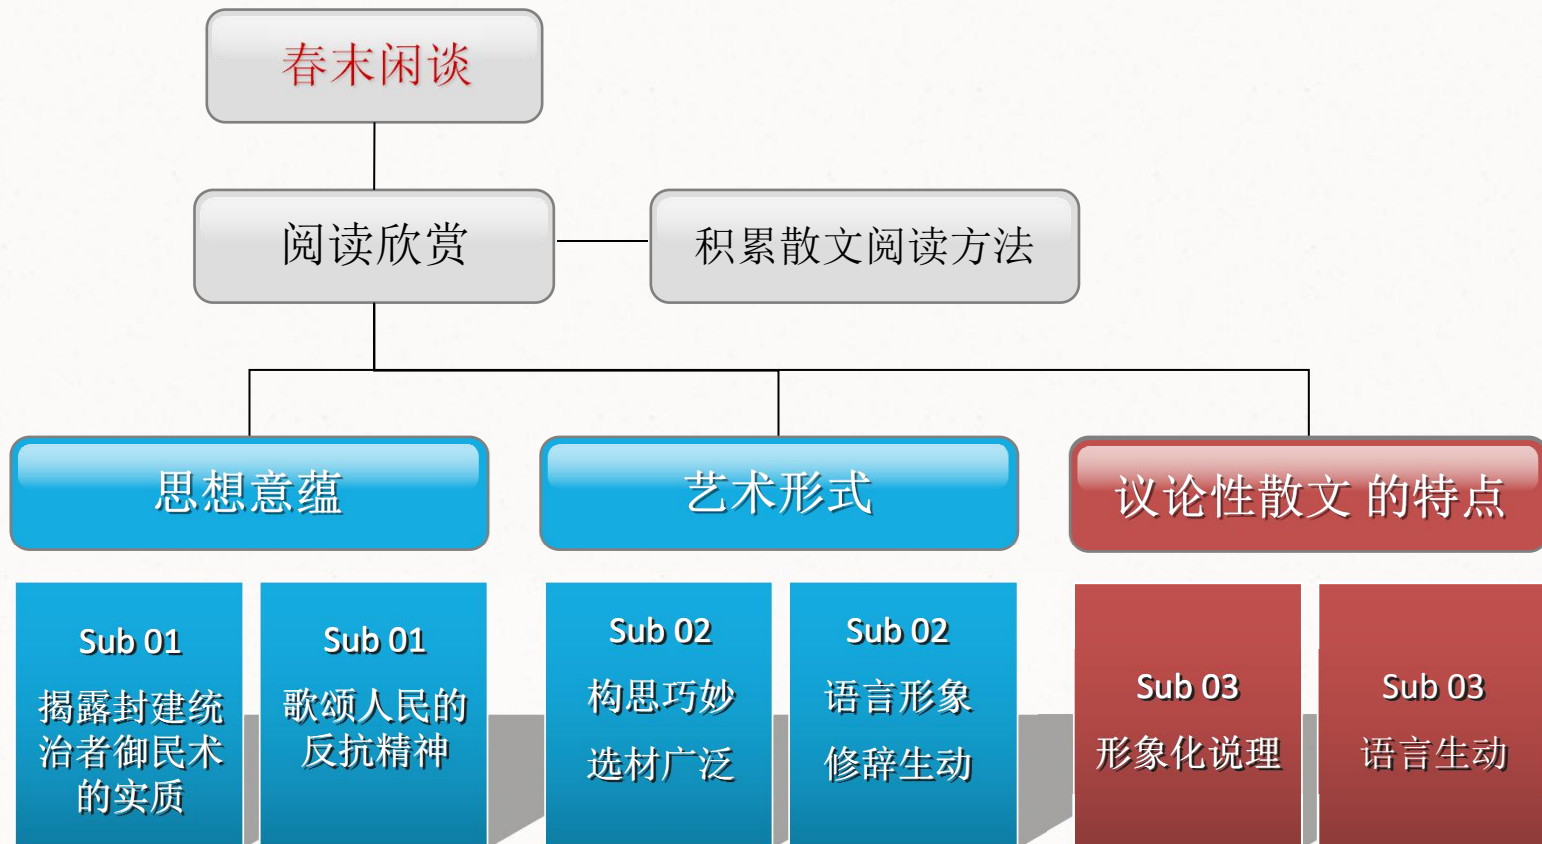 春末闲谈
阅读欣赏
积累散文阅读方法
思想意蕴
艺术形式
议论性散文 的特点
Sub 01
揭露封建统
治者御民术
的实质
Sub 01
歌颂人民的
反抗精神
Sub 02
构思巧妙
选材广泛
Sub 02
语言形象
修辞生动
Sub 03
形象化说理
Sub 03
语言生动